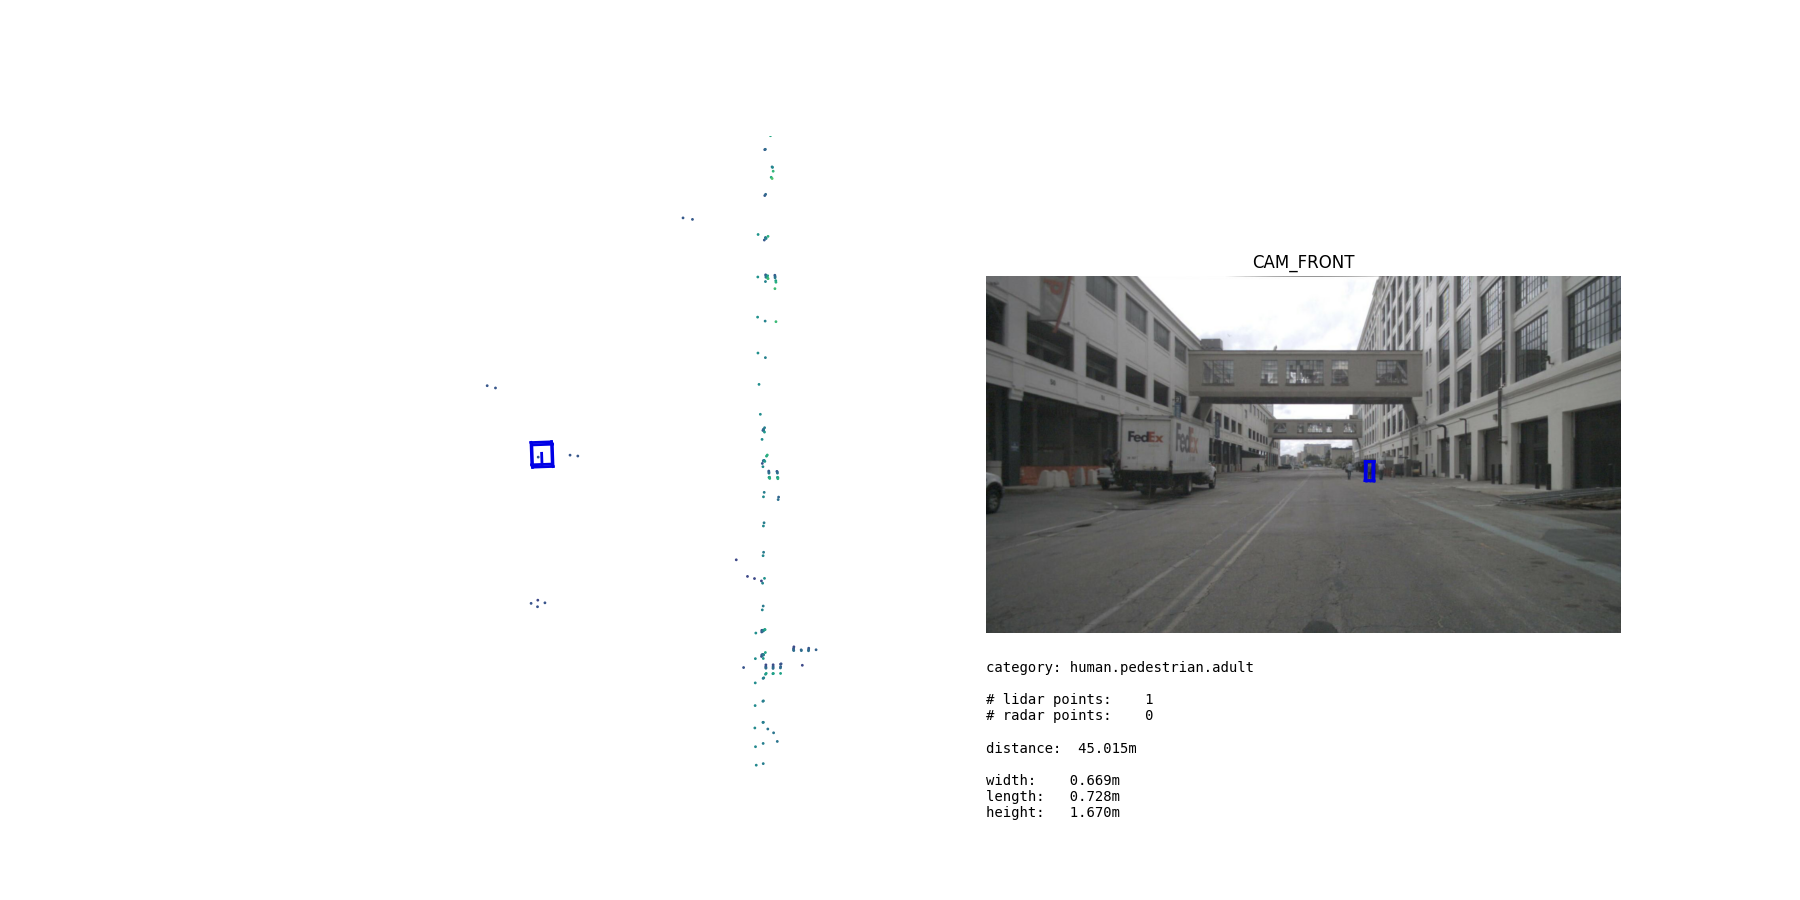 CAM_FRONT
FedEx
FedEx
category: human.pedestrian.adult
# lidar points: 1
# radar points: 0
distance: 45.015m
width: 0.669m
length: 0.728m
height: 1.670m